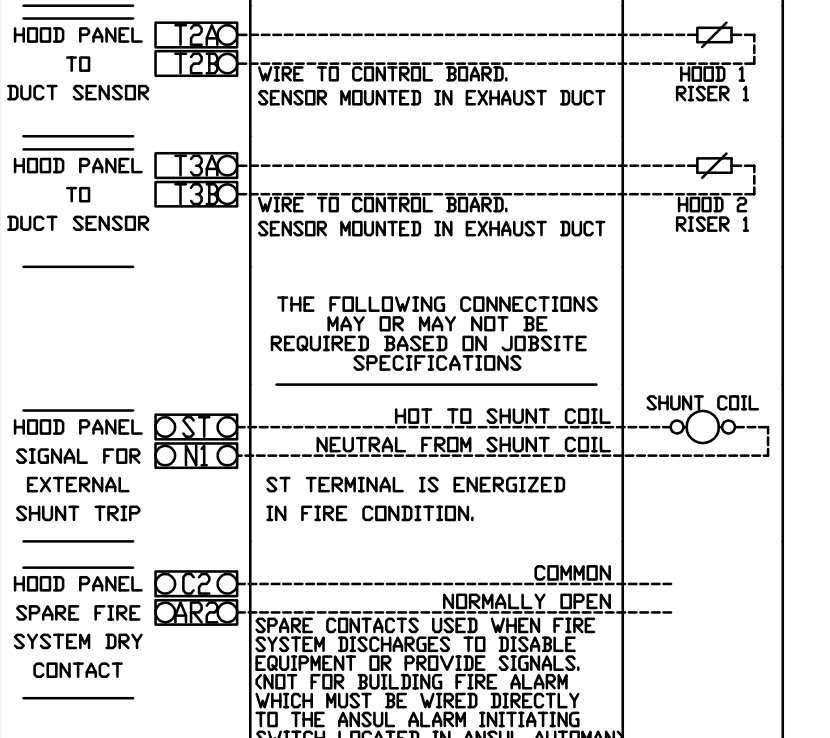 HOOD PANEL
TO
DUCT SENSOR
T2A
T2B
WIRE TO CONTROL BOARD.
SENSOR MOUNTED IN EXHAUST DUCT
HOOD 1
RISER 1
HOOD PANEL
TO
DUCT SENSOR
T3A
T3B
WIRE TO CONTROL BOARD.
SENSOR MOUNTED IN EXHAUST DUCT
HOOD 2
RISER 1
THE FOLLOWING CONNECTIONS
MAY OR MAY NOT BE
REQUIRED BASED ON JOBSITE
SPECIFICATIONS
HOOD PANEL
SIGNAL FOR
EXTERNAL
SHUNT TRIP
ST
N1
HOT TO SHUNT COIL
NEUTRAL FROM SHUNT COIL
SHUNT COIL
ST TERMINAL IS ENERGIZED
IN FIRE CONDITION.
HOOD PANEL
SPARE FIRE
SYSTEM DRY
CONTACT
C2
AR2
COMMON
NORMALLY OPEN
SPARE CONTACTS USED WHEN FIRE
SYSTEM DISCHARGES TO DISABLE
EQUIPMENT OR PROVIDE SIGNALS.
(NOT FOR BUILDING FIRE ALARM
WHICH MUST BE WIRED DIRECTLY
TO THE ANSUL ALARM INITIATING
SWITCH LOCATED IN ANSUL